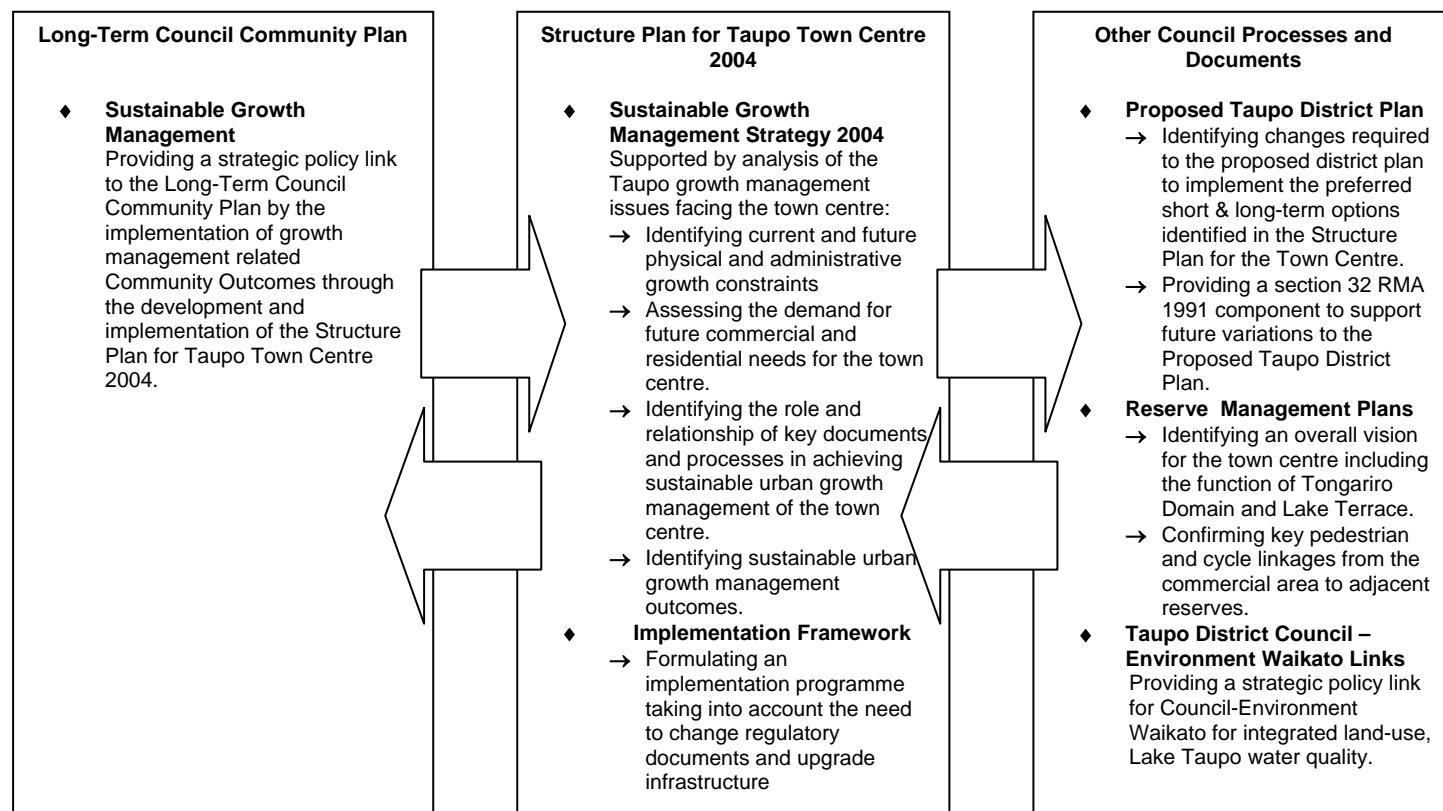 Long-Term Council Community Plan
♦ Sustainable Growth
Management
Providing a strategic policy link
to the Long-Term Council
Community Plan by the
implementation of growth
management related
Community Outcomes through
the development and
implementation of the Structure
Plan for Taupo Town Centre
2004.
Structure Plan for Taupo Town Centre
2004
♦ Sustainable Growth
Management Strategy 2004
Supported by analysis of the
Taupo growth management
issues facing the town centre:
→ Identifying current and future
physical and administrative
growth constraints
→ Assessing the demand for
future commercial and
residential needs for the town
centre.
→ Identifying the role and
relationship of key documents
and processes in achieving
sustainable urban growth
management of the town
centre.
→ Identifying sustainable urban
growth management
outcomes.
♦ Implementation Framework
→ Formulating an
implementation programme
taking into account the need
to change regulatory
documents and upgrade
infrastructure
Other Council Processes and
Documents
♦ Proposed Taupo District Plan
→ Identifying changes required
to the proposed district plan
to implement the preferred
short & long-term options
identified in the Structure
Plan for the Town Centre.
→ Providing a section 32 RMA
1991 component to support
future variations to the
Proposed Taupo District
Plan.
♦ Reserve Management Plans
→ Identifying an overall vision
for the town centre including
the function of Tongariro
Domain and Lake Terrace.
→ Confirming key pedestrian
and cycle linkages from the
commercial area to adjacent
reserves.
♦ Taupo District Council –
Environment Waikato Links
Providing a strategic policy link
for Council-Environment
Waikato for integrated land-use,
Lake Taupo water quality.